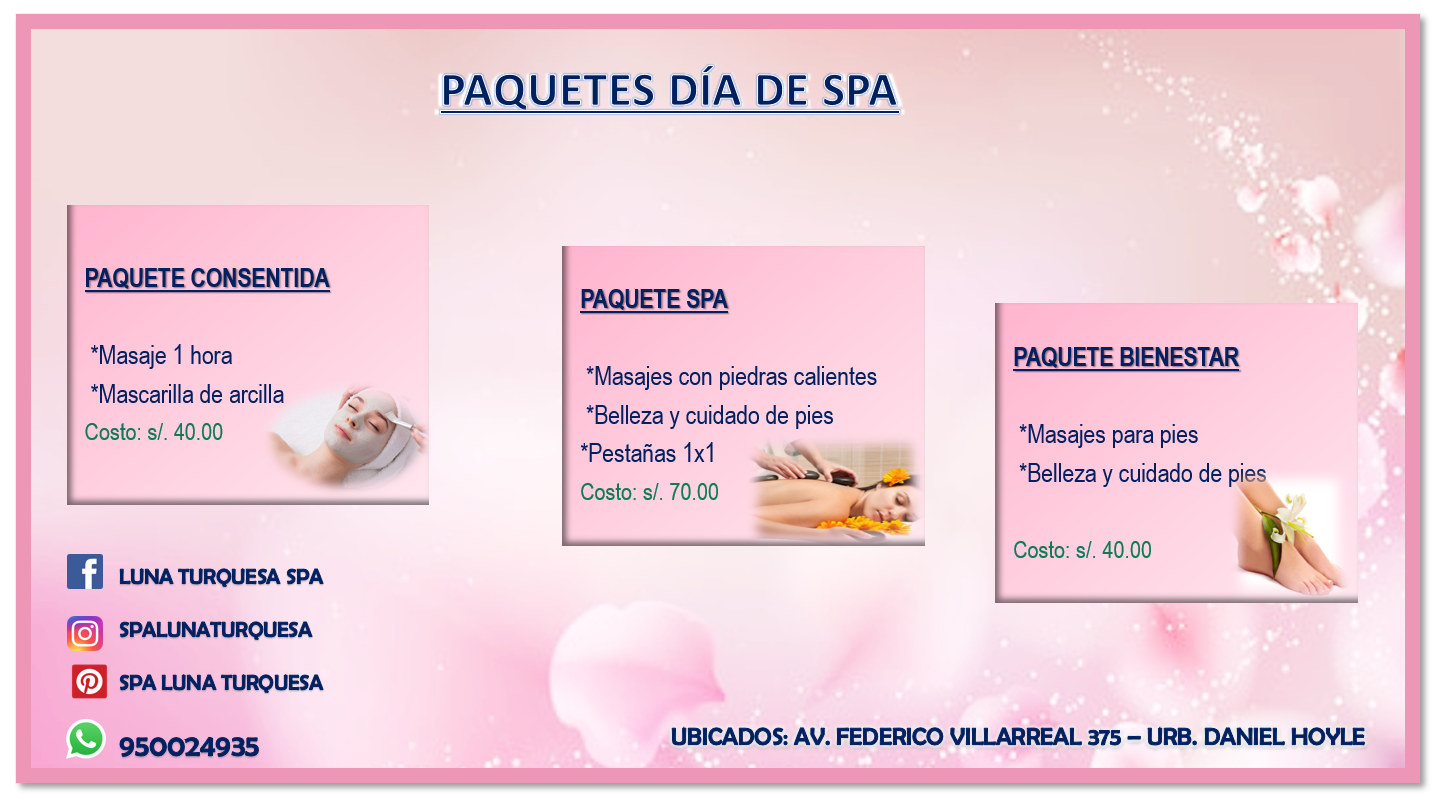 PAQUETES DÍA DE SPA
PAQUETE CONSENTIDA
*Masaje 1 hora
*Mascarilla de arcilla
Costo: s/. 40.00
PAQUETE SPA
*Masajes con piedras calientes
*Belleza y cuidado de pies
*Pestañas 1x1
Costo: s/. 70.00
PAQUETE BIENESTAR
*Masajes para pies
*Belleza y cuidado de pies
Costo: s/. 40.00
LUNA TURQUESA SPA
SPALUNATURQUESA
SPA LUNA TURQUESA
950024935
UBICADOS: AV. FEDERICO VILLARREAL 375 – URB. DANIEL HOYLE